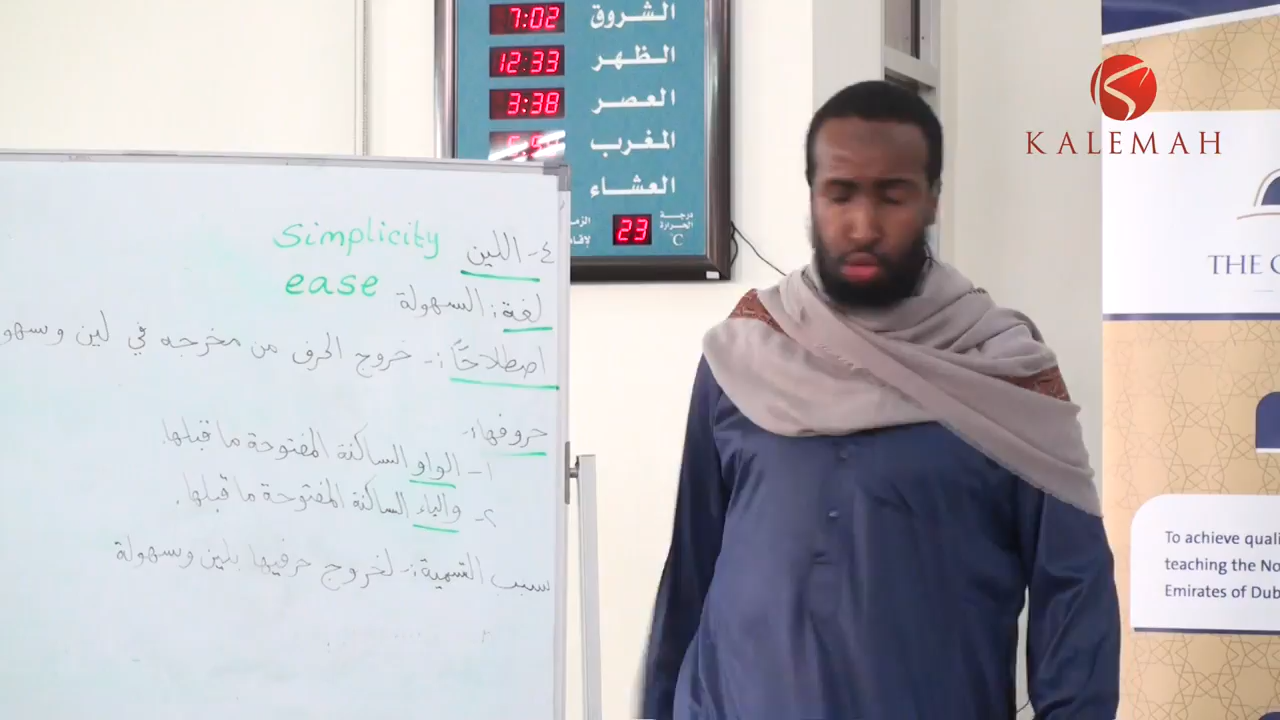 7:02 الشروق
12:33 الظهر
3:38 العصر
المغرب
العشاء
درجة
الحرارة
23
°C
KALEMAH
THE
٤- اللين Simplicity
ease
لغة: السهولة
اصطلاحًا:- خروج الحرف من مخرجه في لين وسهو
حروفها:-
١- الواو الساكنة المفتوحة ما قبلها.
٢- والياء الساكنة المفتوحة ما قبلها.
سبب التسمية:- لخروج حرفيها بلين وسهولة
To achieve quali
teaching the No
Emirates of Dub